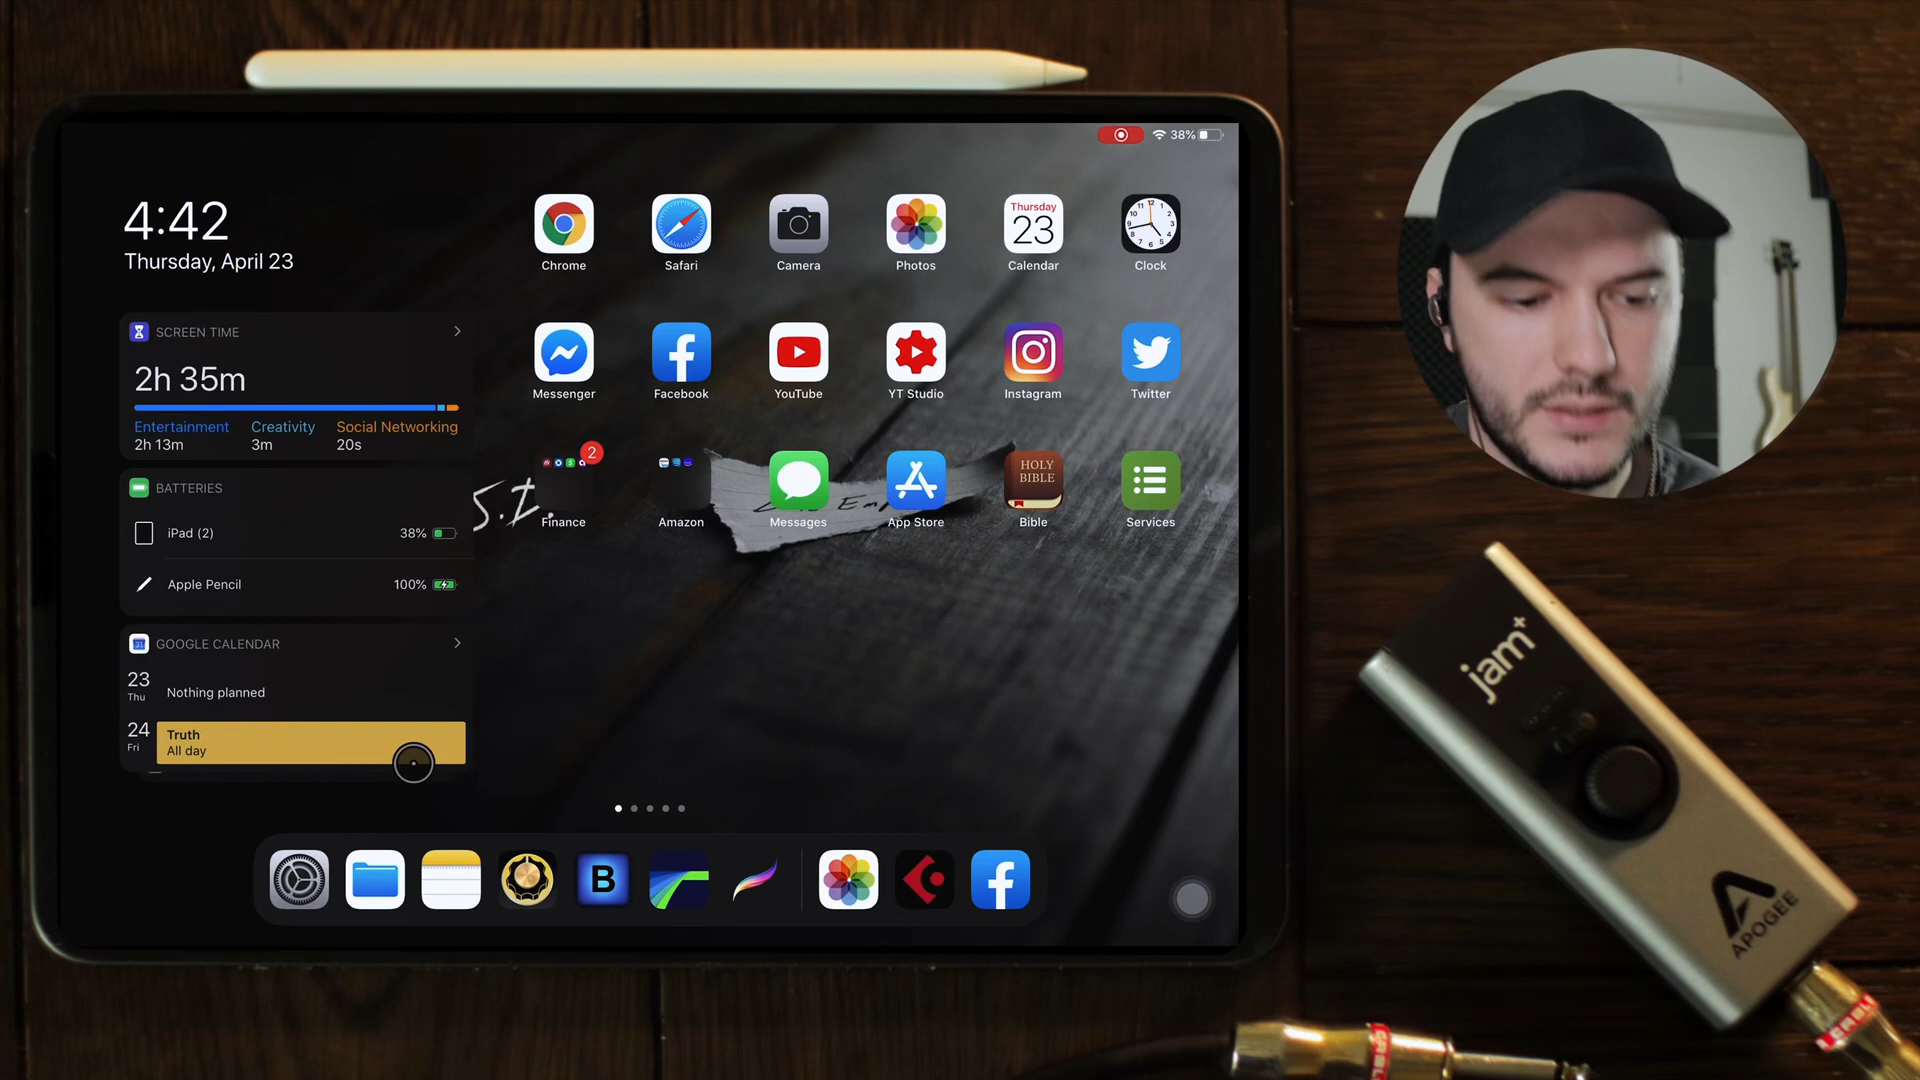 38%
4:42
Thursday, April 23
SCREEN TIME
2h 35m
Entertainment Creativity Social Networking
2h 13m 3m 20s
BATTERIES
iPad (2) 38%
Apple Pencil 100%
GOOGLE CALENDAR
23
Thu
Nothing planned
24
Fri
Truth
All day
Chrome
Safari
Camera
Photos
Thursday
23
Calendar
Clock
Messenger
Facebook
YouTube
YT Studio
Instagram
Twitter
2
Finance
Amazon
Messages
App Store
HOLY
BIBLE
Bible
Services
S.I.
B
jam+
APOGEE